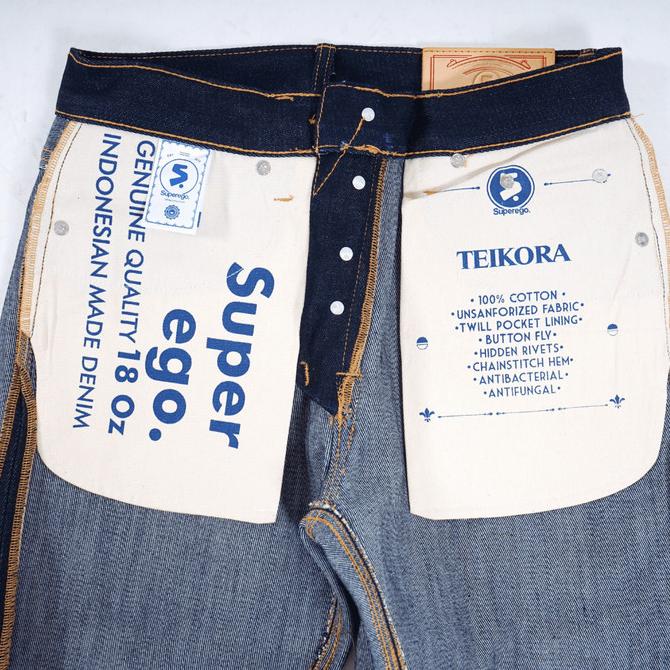 GENUINE QUALITY 18 Oz
INDONESIAN MADE DENIM
Super
ego.
Superego.
Superego.
TEIKORA
• 100% COTTON •
•UNSANFORIZED FABRIC•
•TWILL POCKET LINING•
•BUTTON FLY•
•HIDDEN RIVETS•
•CHAINSTITCH HEM•
•ANTIBACTERIAL•
•ANTIFUNGAL•